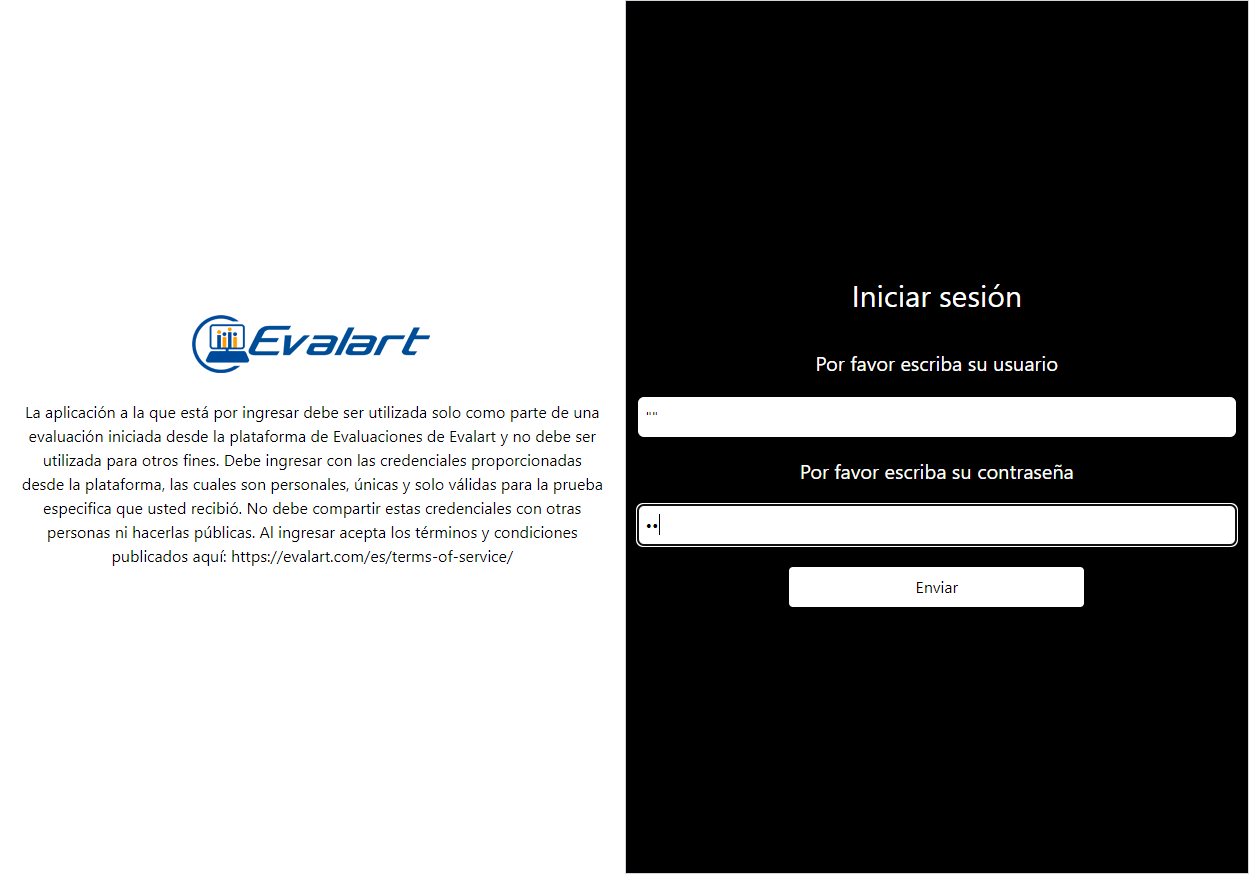 Evalart
La aplicación a la que está por ingresar debe ser utilizada solo como parte de una
evaluación iniciada desde la plataforma de Evaluaciones de Evalart y no debe ser
utilizada para otros fines. Debe ingresar con las credenciales proporcionadas
desde la plataforma, las cuales son personales, únicas y solo válidas para la prueba
especifica que usted recibió. No debe compartir estas credenciales con otras
personas ni hacerlas públicas. Al ingresar acepta los términos y condiciones
publicados aquí: https://evalart.com/es/terms-of-service/
Iniciar sesión
Por favor escriba su usuario
""
Por favor escriba su contraseña
••
Enviar